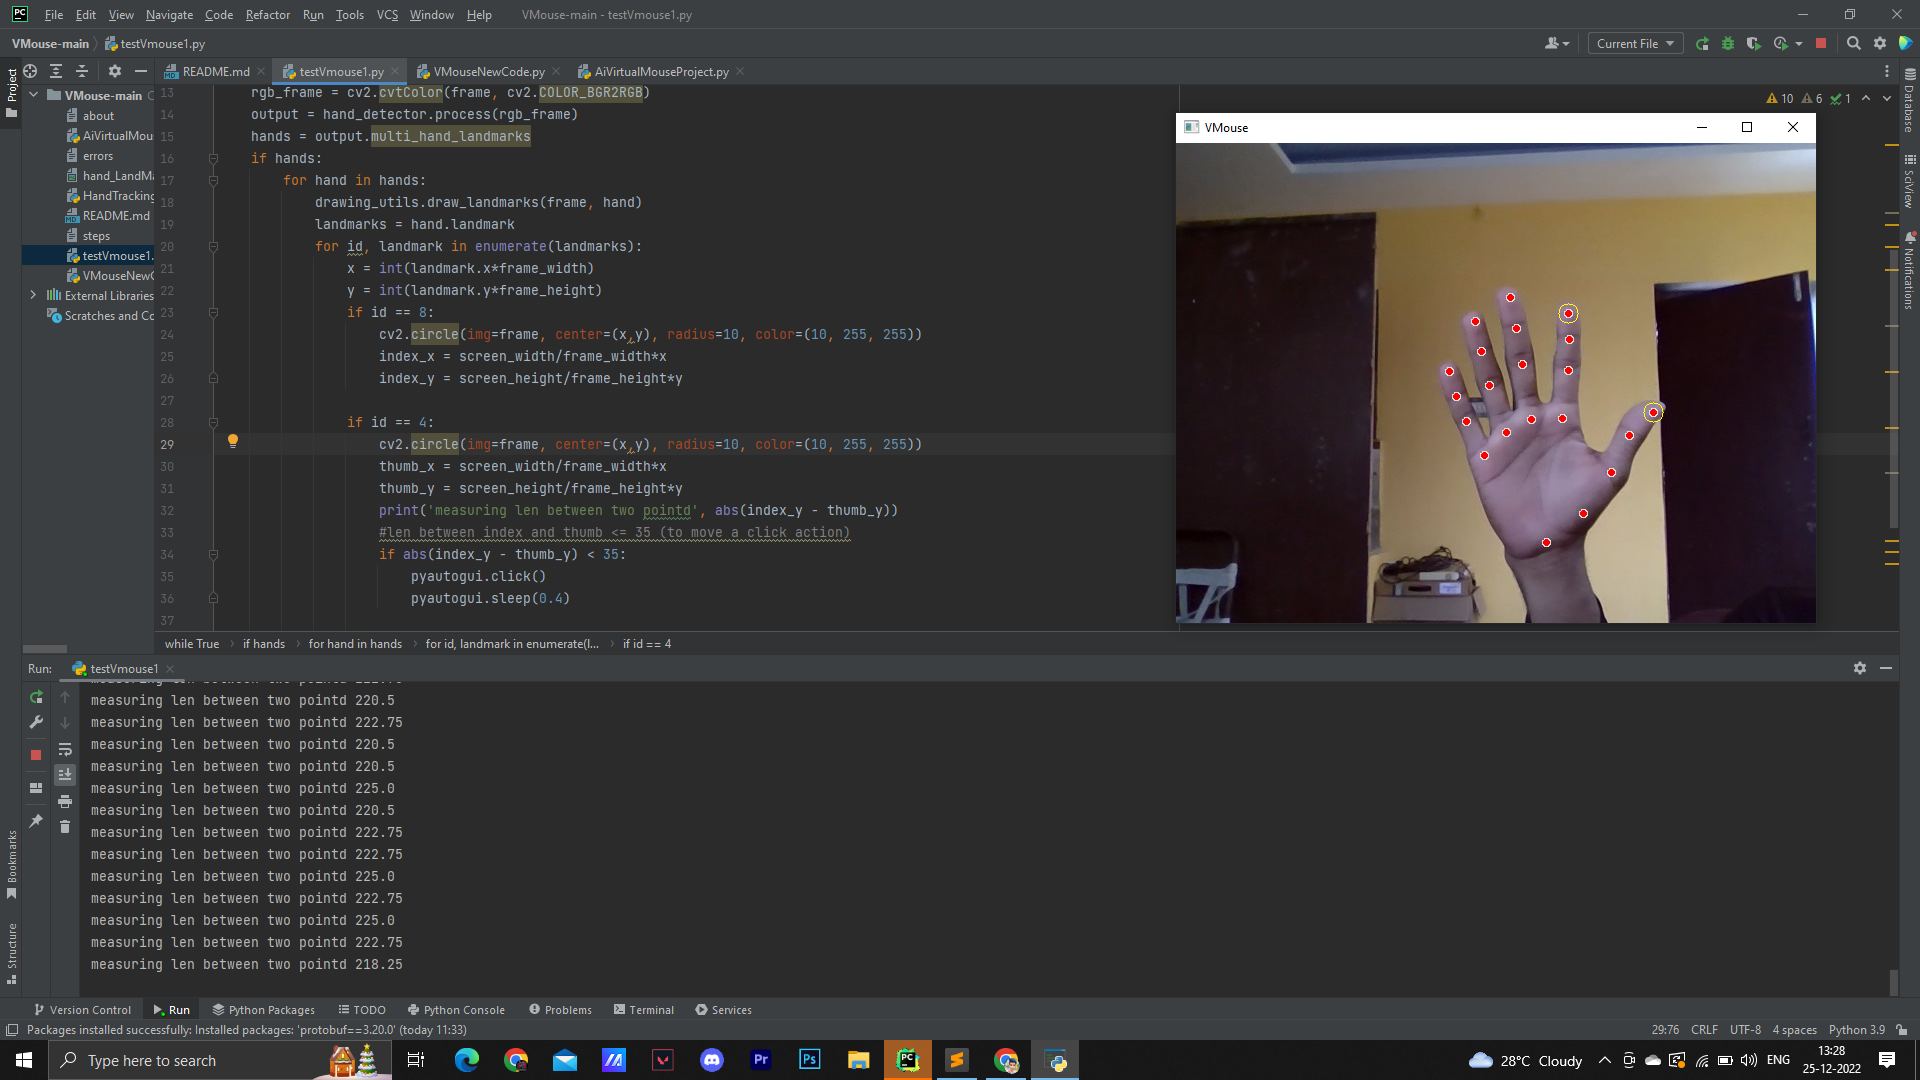 File Edit View Navigate Code Refactor Run Tools VCS Window Help VMouse-main - testVmouse1.py
VMouse-main testVmouse1.py
Current File
Project
README.md
testVmouse1.py
VMouseNewCode.py
AiVirtualMouseProject.py
VMouse-main
about
AiVirtualMou
errors
hand_LandMa
HandTracking
README.md
steps
testVmouse1.
VMouseNewC
External Libraries
Scratches and Co
10 6 1
13 rgb_frame = cv2.cvtColor(frame, cv2.COLOR_BGR2RGB)
14 output = hand_detector.process(rgb_frame)
15 hands = output.multi_hand_landmarks
16 if hands:
17 for hand in hands:
18 drawing_utils.draw_landmarks(frame, hand)
19 landmarks = hand.landmark
20 for id, landmark in enumerate(landmarks):
21 x = int(landmark.x*frame_width)
22 y = int(landmark.y*frame_height)
23 if id == 8:
24 cv2.circle(img=frame, center=(x,y), radius=10, color=(10, 255, 255))
25 index_x = screen_width/frame_width*x
26 index_y = screen_height/frame_height*y
27
28 if id == 4:
29 cv2.circle(img=frame, center=(x,y), radius=10, color=(10, 255, 255))
30 thumb_x = screen_width/frame_width*x
31 thumb_y = screen_height/frame_height*y
32 print('measuring len between two pointd', abs(index_y - thumb_y))
33 #len between index and thumb <= 35 (to move a click action)
34 if abs(index_y - thumb_y) < 35:
35 pyautogui.click()
36 pyautogui.sleep(0.4)
37
VMouse
Database
SciView
Notifications
while True if hands for hand in hands for id, landmark in enumerate(l... if id == 4
Run: testVmouse1
measuring len between two pointd 220.5
measuring len between two pointd 222.75
measuring len between two pointd 220.5
measuring len between two pointd 220.5
measuring len between two pointd 225.0
measuring len between two pointd 220.5
measuring len between two pointd 222.75
measuring len between two pointd 222.75
measuring len between two pointd 225.0
measuring len between two pointd 222.75
measuring len between two pointd 225.0
measuring len between two pointd 222.75
measuring len between two pointd 218.25
Bookmarks
Structure
Version Control Run Python Packages TODO Python Console Problems Terminal Services
Packages installed successfully: Installed packages: 'protobuf==3.20.0' (today 11:33)
29:76 CRLF UTF-8 4 spaces Python 3.9
Type here to search
Pr
Ps
PC
28°C Cloudy
ENG
13:28
25-12-2022